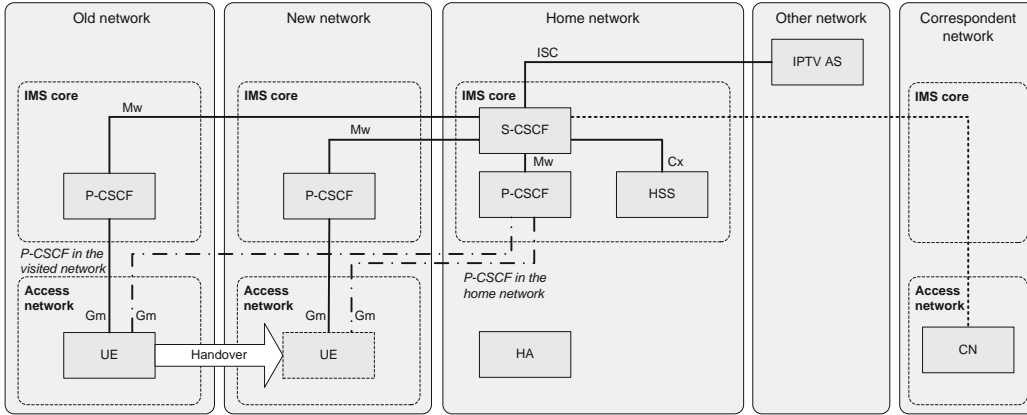 Old network
New network
Home network
Other network
Correspondent
network
ISC
IPTV AS
IMS core
IMS core
IMS core
IMS core
Mw
Mw
S-CSCF
Mw
Cx
P-CSCF
P-CSCF
P-CSCF
HSS
P-CSCF in the
visited network
P-CSCF in the
home network
Access
network
Access
network
Access
network
Gm
Gm
Gm
Gm
UE
Handover
UE
HA
CN